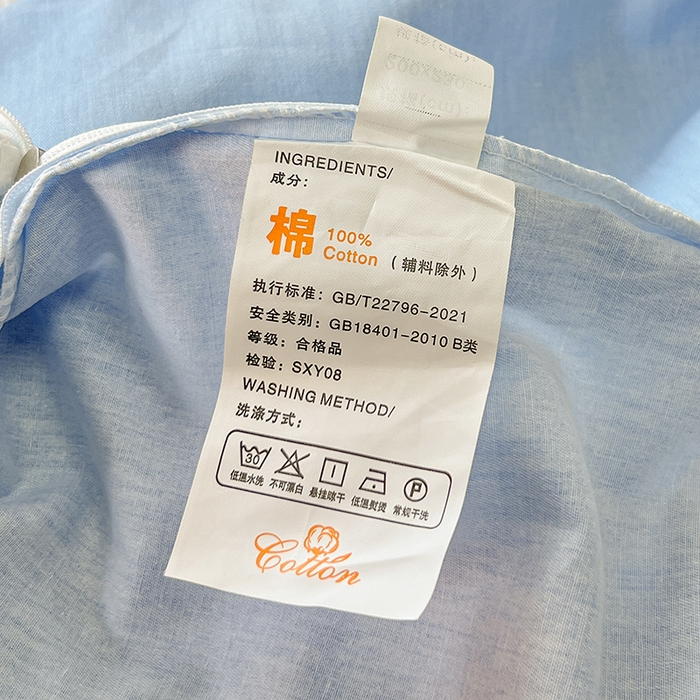 INGREDIENTS/
成分：
棉 100% Cotton （辅料除外）
执行标准：GB/T22796-2021
安全类别：GB18401-2010 B类
等级：合格品
检验：SXY08
WASHING METHOD/
洗涤方式：
30 P
低温水洗 不可漂白 悬挂晾干 低温熨烫 常规干洗
Cotton